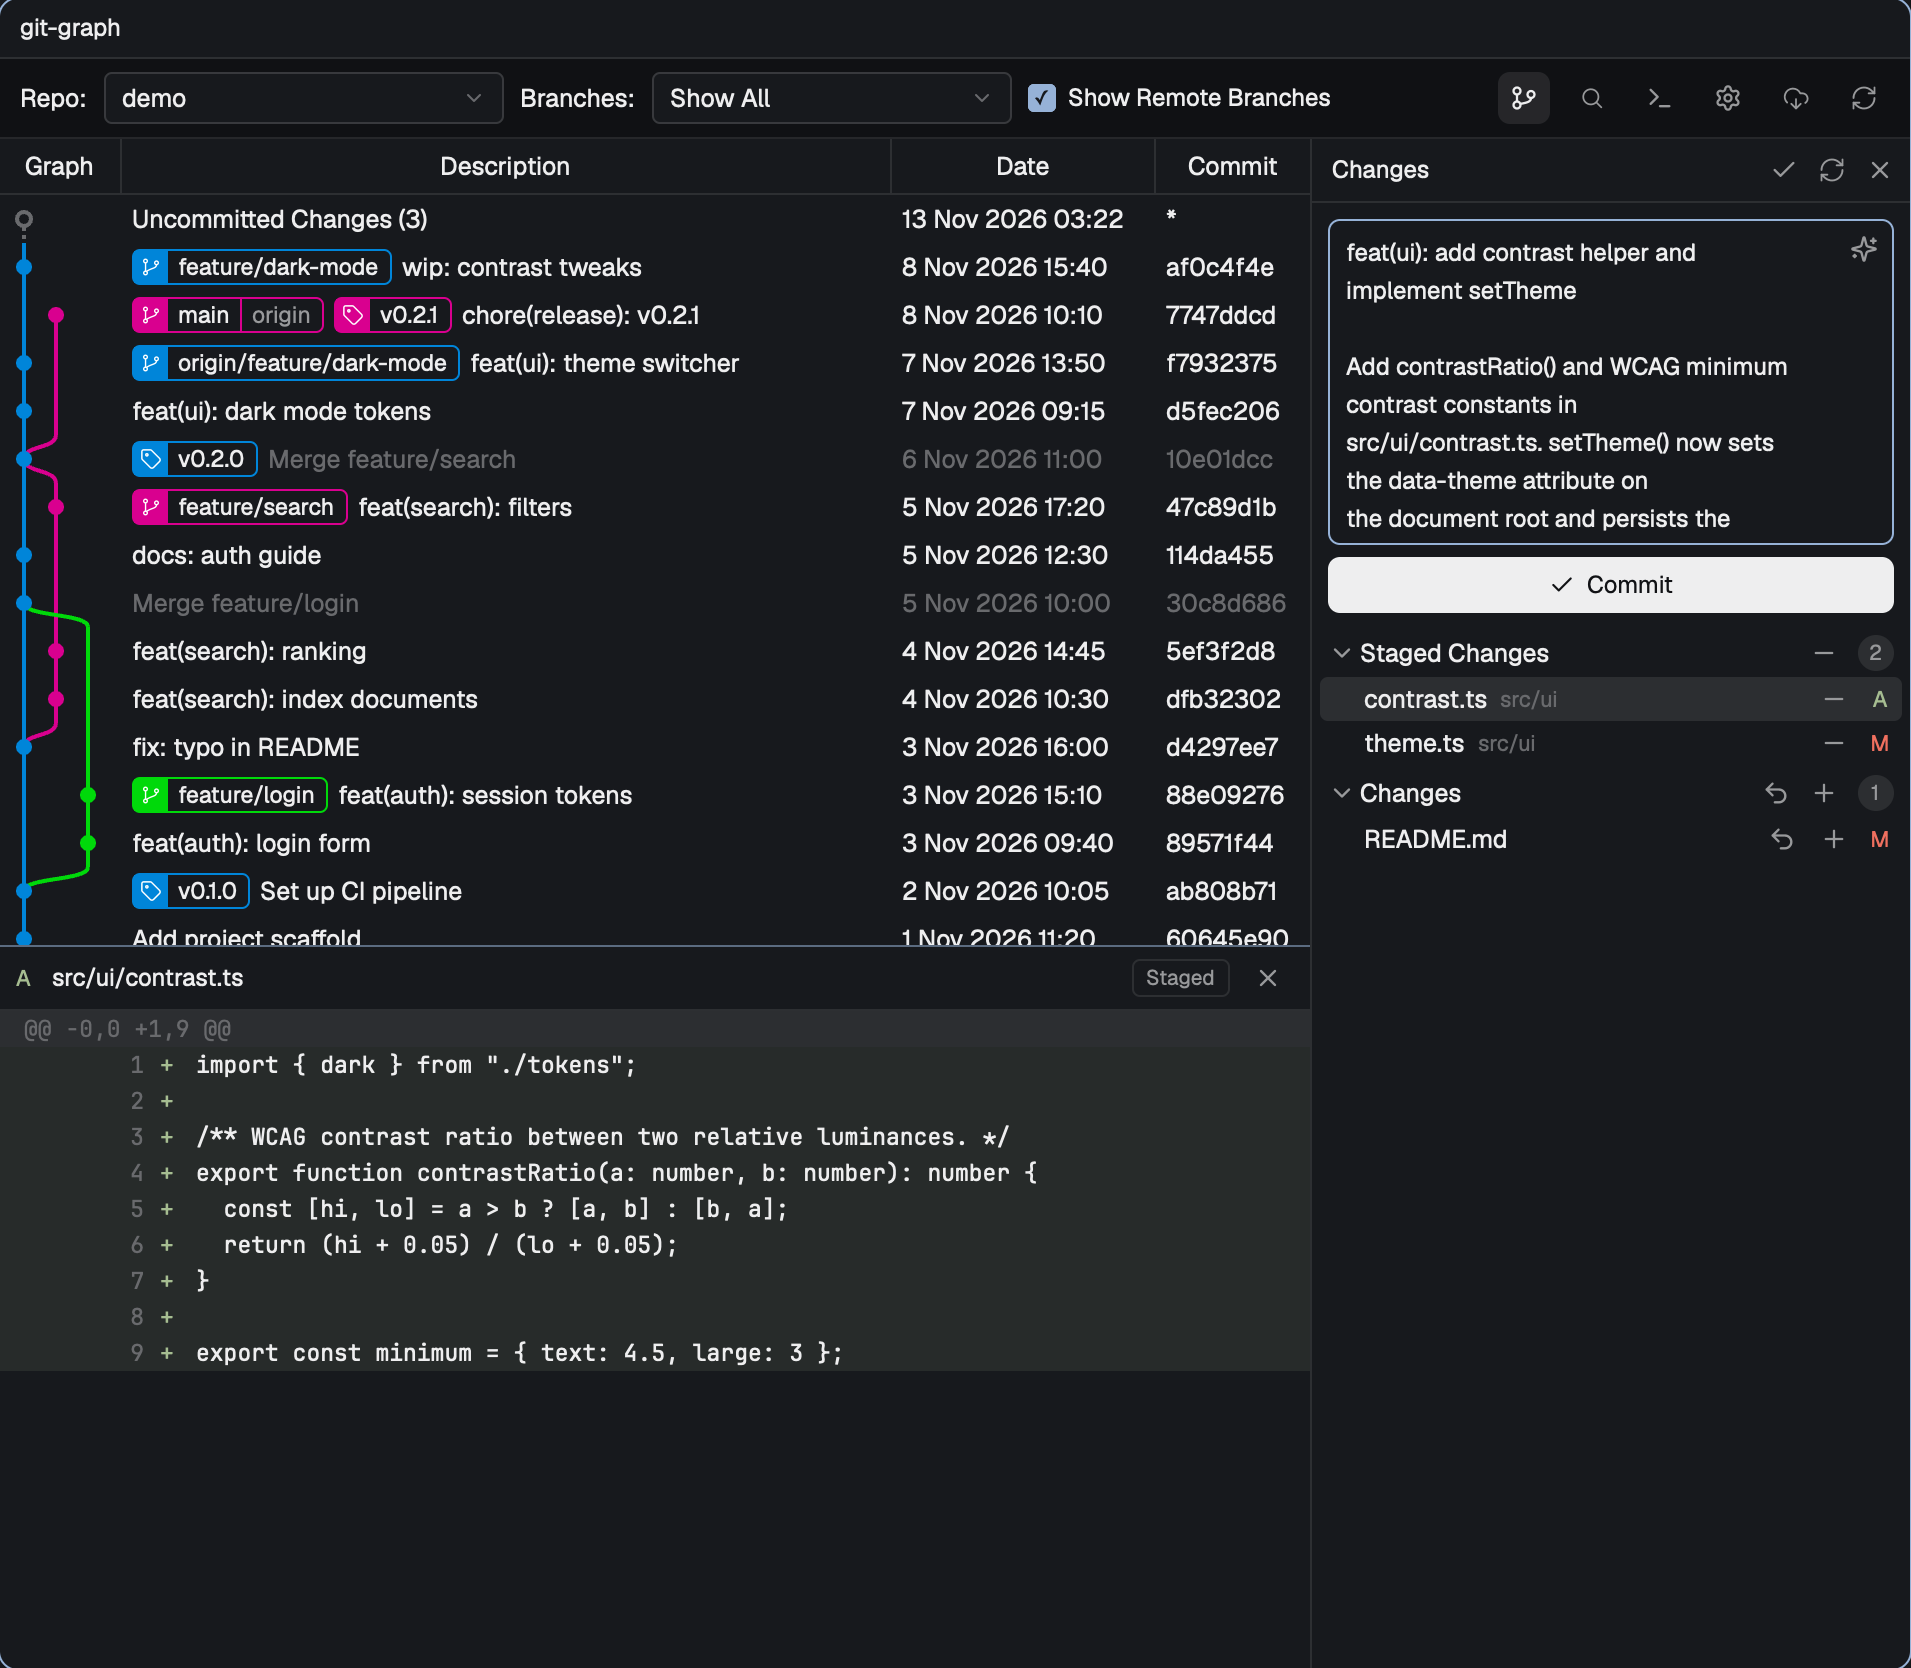 git-graph
Repo: demo Branches: Show All Show Remote Branches
Graph Description Date Commit
Uncommitted Changes (3) 13 Nov 2026 03:22 *
feature/dark-mode wip: contrast tweaks 8 Nov 2026 15:40 af0c4f4e
main origin v0.2.1 chore(release): v0.2.1 8 Nov 2026 10:10 7747ddcd
origin/feature/dark-mode feat(ui): theme switcher 7 Nov 2026 13:50 f7932375
feat(ui): dark mode tokens 7 Nov 2026 09:15 d5fec206
v0.2.0 Merge feature/search 6 Nov 2026 11:00 10e01dcc
feature/search feat(search): filters 5 Nov 2026 17:20 47c89d1b
docs: auth guide 5 Nov 2026 12:30 114da455
Merge feature/login 5 Nov 2026 10:00 30c8d686
feat(search): ranking 4 Nov 2026 14:45 5ef3f2d8
feat(search): index documents 4 Nov 2026 10:30 dfb32302
fix: typo in README 3 Nov 2026 16:00 d4297ee7
feature/login feat(auth): session tokens 3 Nov 2026 15:10 88e09276
feat(auth): login form 3 Nov 2026 09:40 89571f44
v0.1.0 Set up CI pipeline 2 Nov 2026 10:05 ab808b71
Add project scaffold 1 Nov 2026 11:20 60645e90
A src/ui/contrast.ts Staged
@@ -0,0 +1,9 @@
1 + import { dark } from "./tokens";
2 +
3 + /** WCAG contrast ratio between two relative luminances. */
4 + export function contrastRatio(a: number, b: number): number {
5 + const [hi, lo] = a > b ? [a, b] : [b, a];
6 + return (hi + 0.05) / (lo + 0.05);
7 + }
8 +
9 + export const minimum = { text: 4.5, large: 3 };
Changes
feat(ui): add contrast helper and
implement setTheme
Add contrastRatio() and WCAG minimum
contrast constants in
src/ui/contrast.ts. setTheme() now sets
the data-theme attribute on
the document root and persists the
Commit
Staged Changes 2
contrast.ts src/ui A
theme.ts src/ui M
Changes 1
README.md M